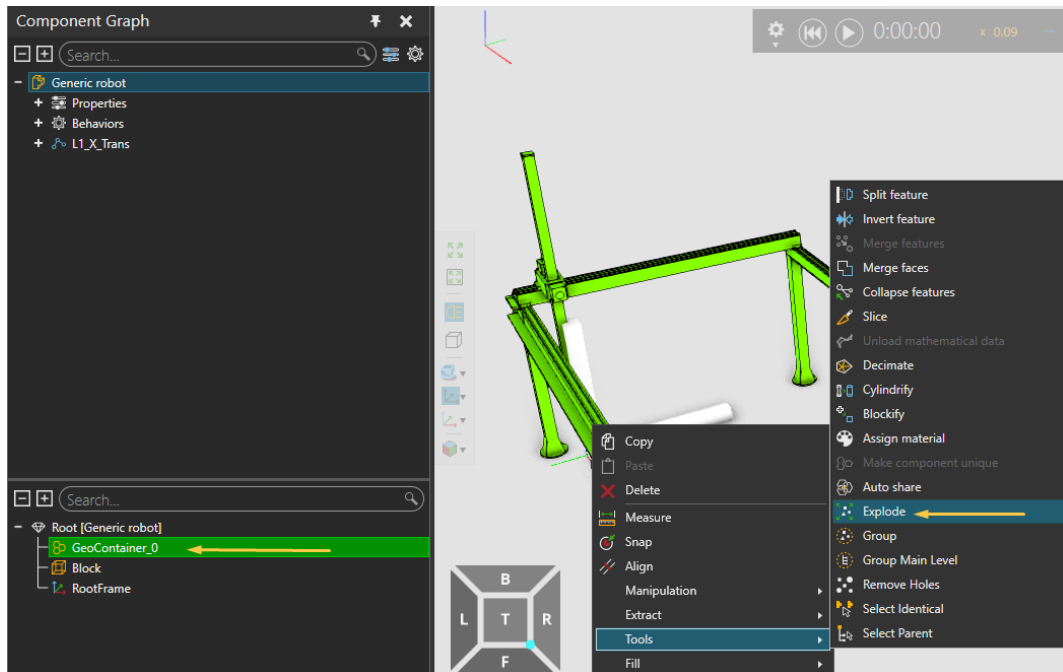 Component Graph
Search...
Generic robot
Properties
Behaviors
L1_X_Trans
Search...
Root [Generic robot]
GeoContainer_0
Block
RootFrame
0:00:00
x 0.09
B
L
T
R
F
Copy
Paste
Delete
Measure
Snap
Align
Manipulation
Extract
Tools
Fill
Split feature
Invert feature
Merge features
Merge faces
Collapse features
Slice
Unload mathematical data
Decimate
Cylindrify
Blockify
Assign material
Make component unique
Auto share
Explode
Group
Group Main Level
Remove Holes
Select Identical
Select Parent